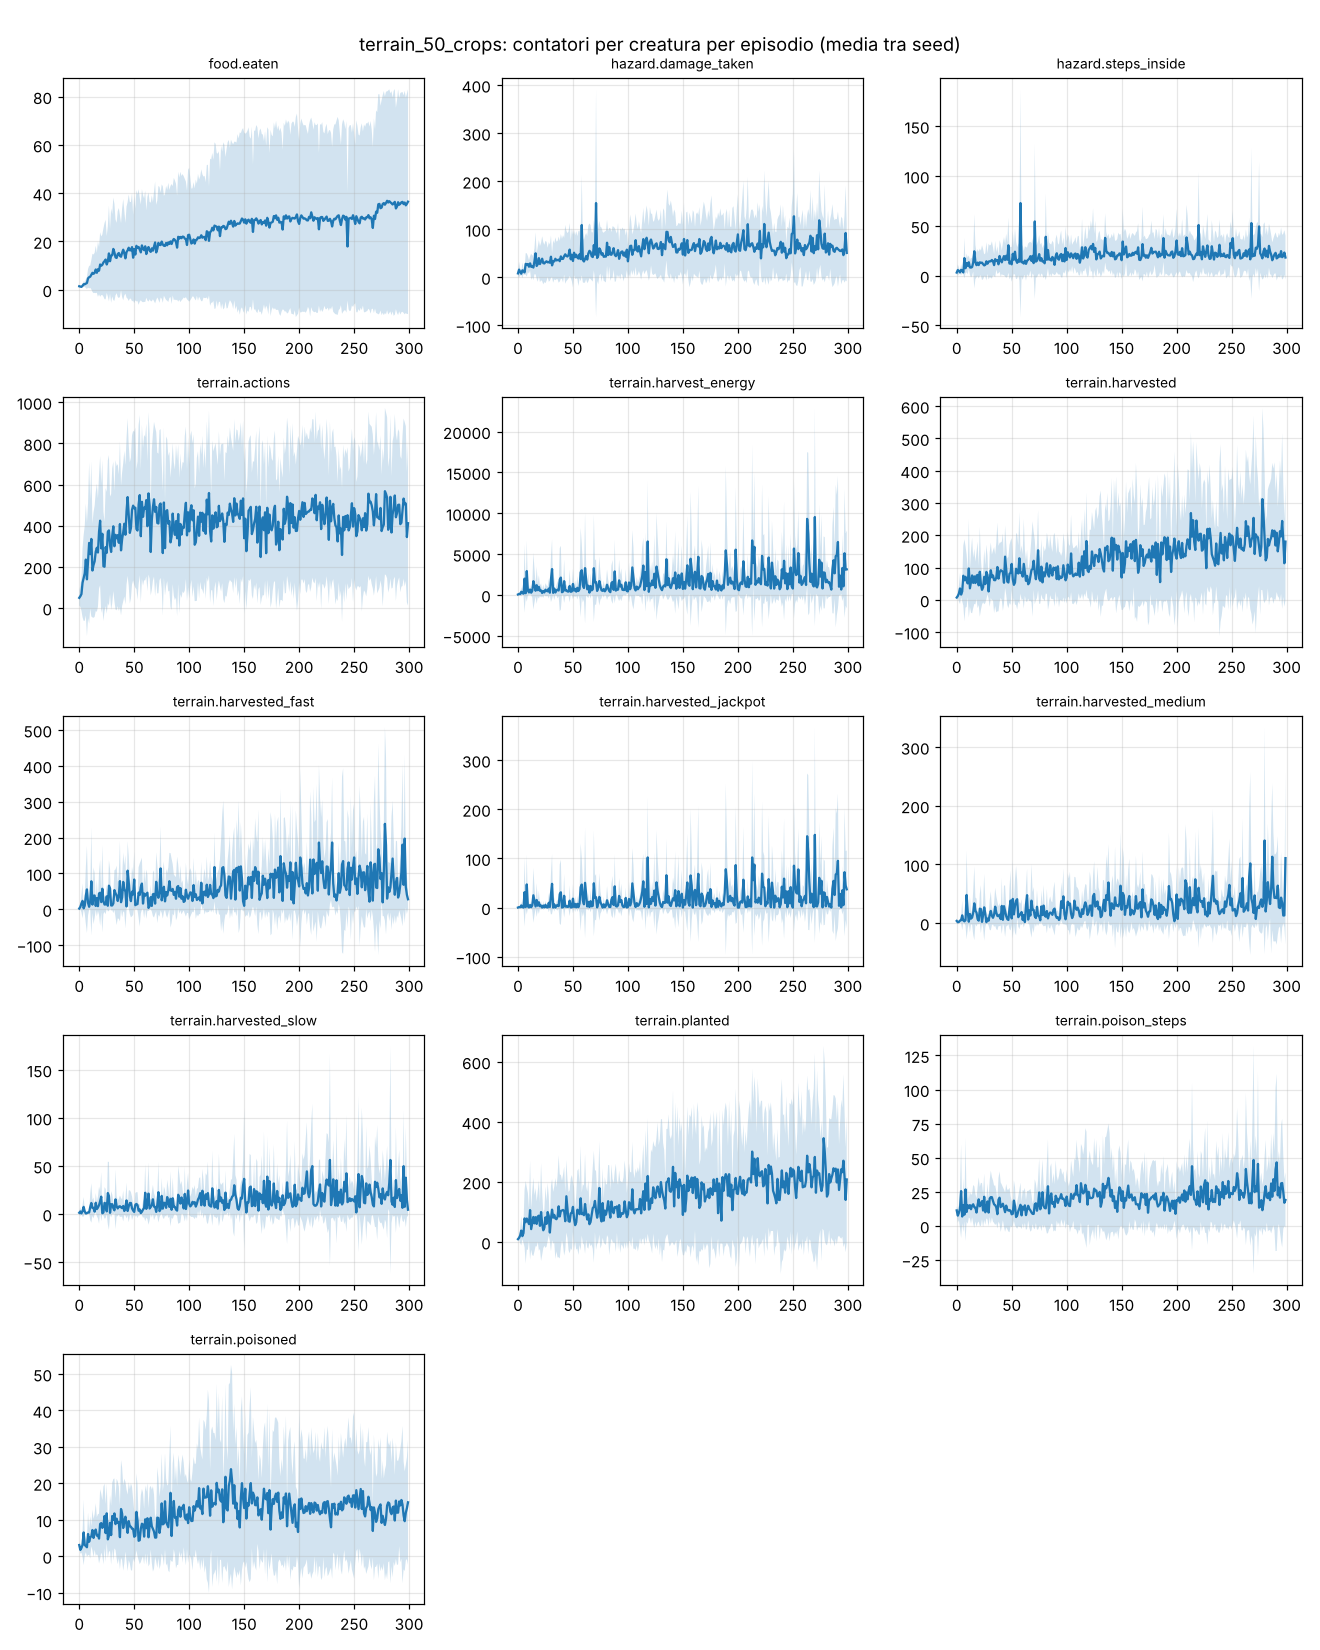 terrain_50_crops: contatori per creatura per episodio (media tra seed)
food.eaten
80
60
40
20
0
0 50 100 150 200 250 300
hazard.damage_taken
400
300
200
100
0
−100
0 50 100 150 200 250 300
hazard.steps_inside
150
100
50
0
−50
0 50 100 150 200 250 300
terrain.actions
1000
800
600
400
200
0
0 50 100 150 200 250 300
terrain.harvest_energy
20000
15000
10000
5000
0
−5000
0 50 100 150 200 250 300
terrain.harvested
600
500
400
300
200
100
0
−100
0 50 100 150 200 250 300
terrain.harvested_fast
500
400
300
200
100
0
−100
0 50 100 150 200 250 300
terrain.harvested_jackpot
300
200
100
0
−100
0 50 100 150 200 250 300
terrain.harvested_medium
300
200
100
0
0 50 100 150 200 250 300
terrain.harvested_slow
150
100
50
0
−50
0 50 100 150 200 250 300
terrain.planted
600
400
200
0
0 50 100 150 200 250 300
terrain.poison_steps
125
100
75
50
25
0
−25
0 50 100 150 200 250 300
terrain.poisoned
50
40
30
20
10
0
−10
0 50 100 150 200 250 300